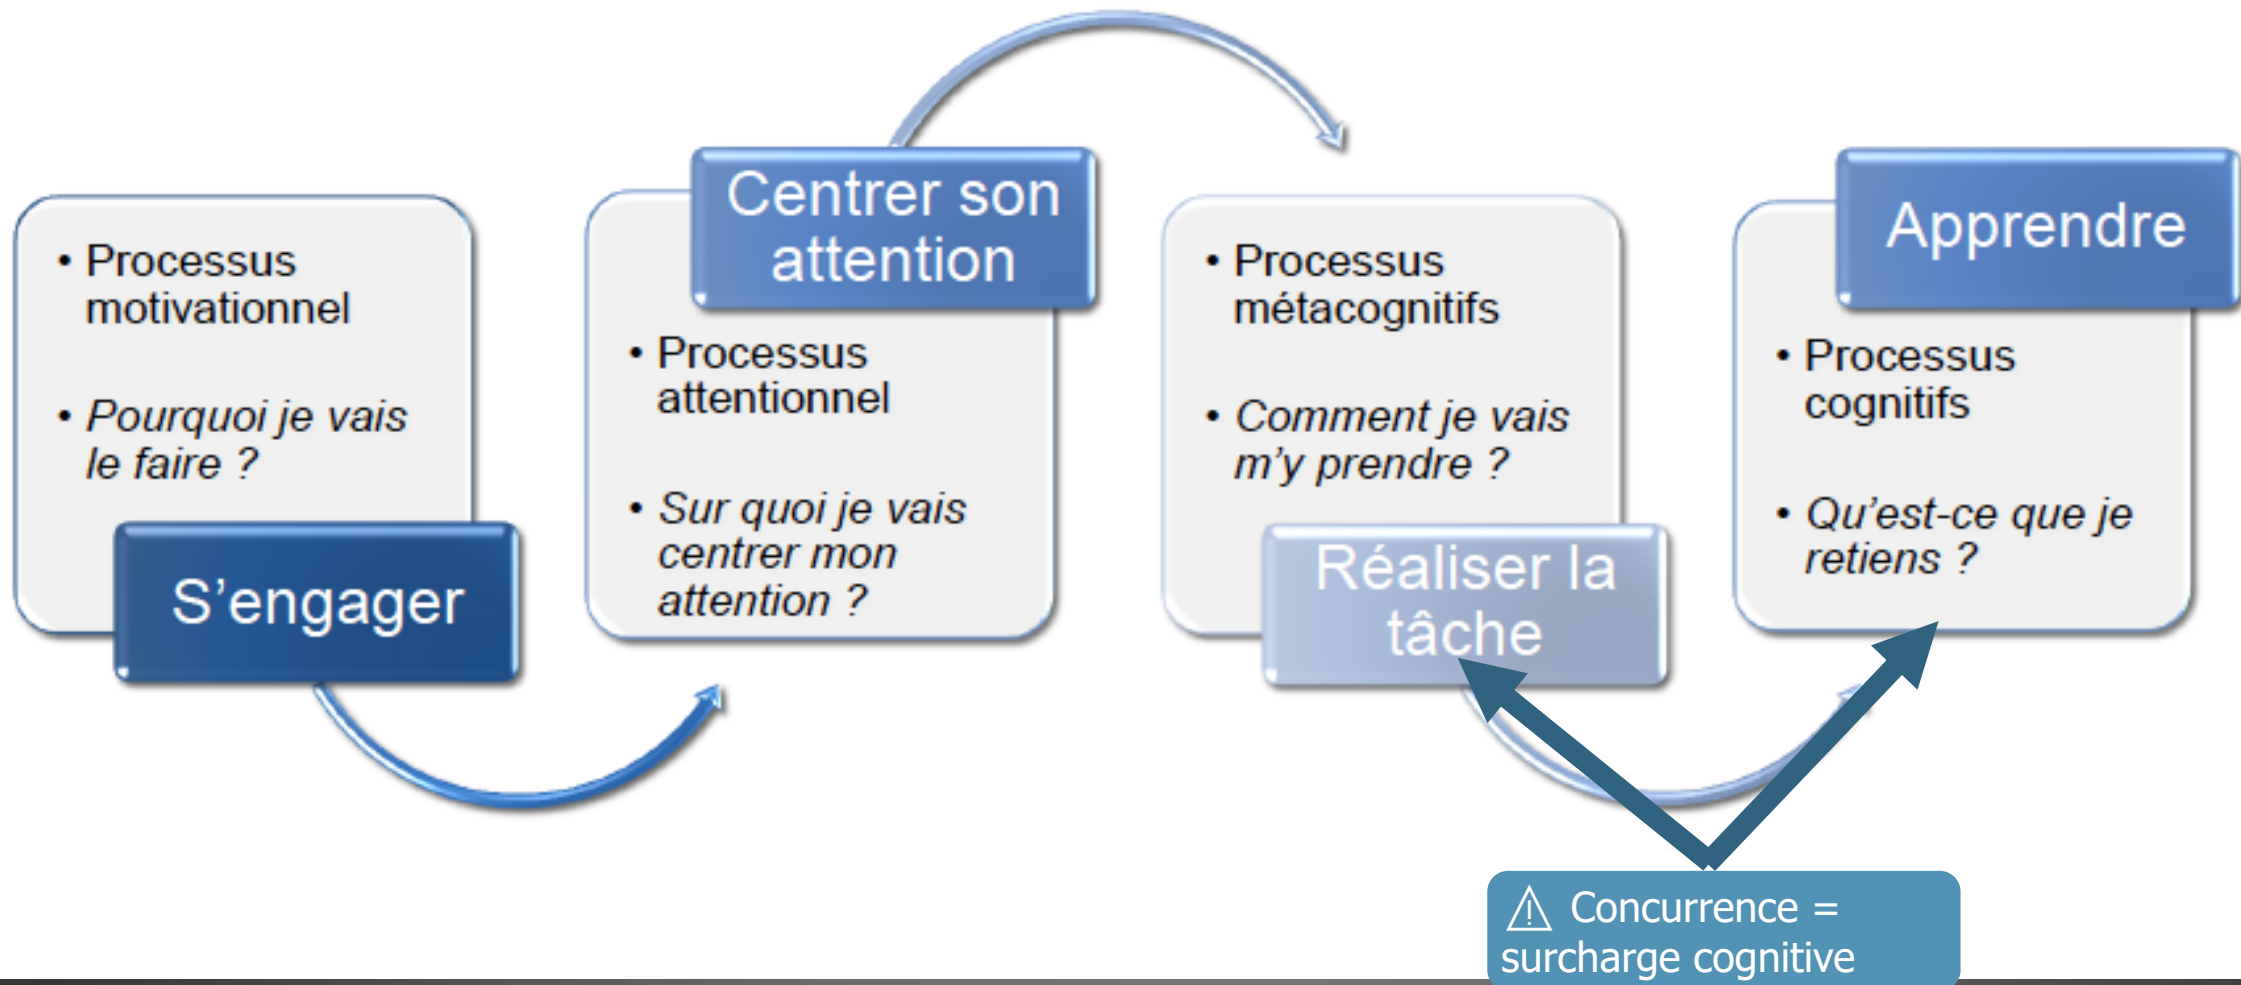 • Processus
motivationnel
• Pourquoi je vais
le faire ?
S’engager
Centrer son
attention
• Processus
attentionnel
• Sur quoi je vais
centrer mon
attention ?
• Processus
métacognitifs
• Comment je vais
m’y prendre ?
Réaliser la
tâche
Apprendre
• Processus
cognitifs
• Qu’est-ce que je
retiens ?
⚠ Concurrence =
surcharge cognitive